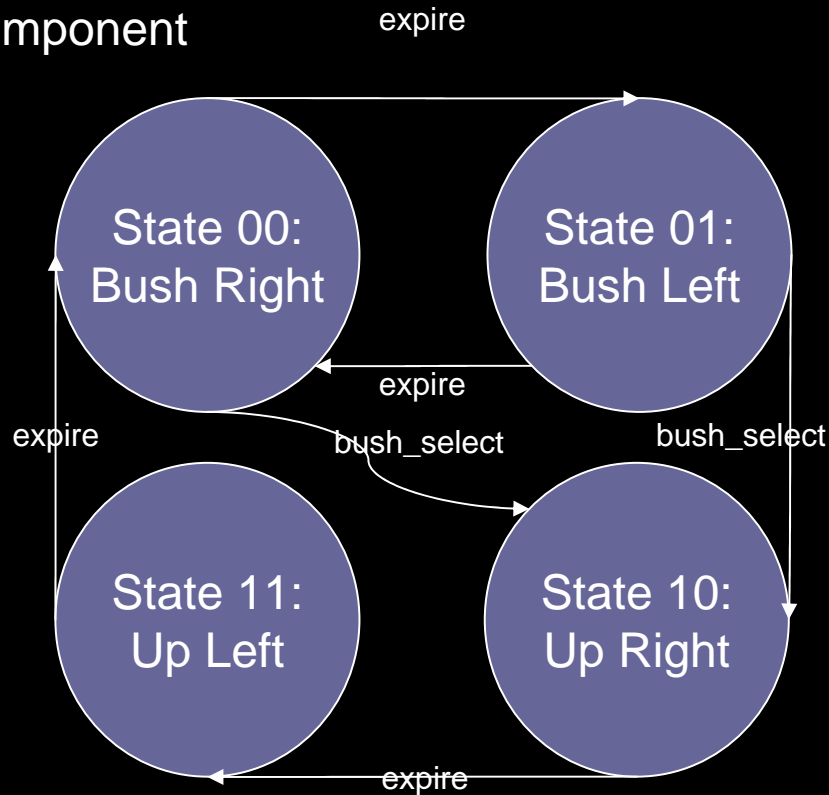 mponent
expire
State 00:
Bush Right
State 01:
Bush Left
expire
expire
bush_select
bush_select
State 11:
Up Left
State 10:
Up Right
expire